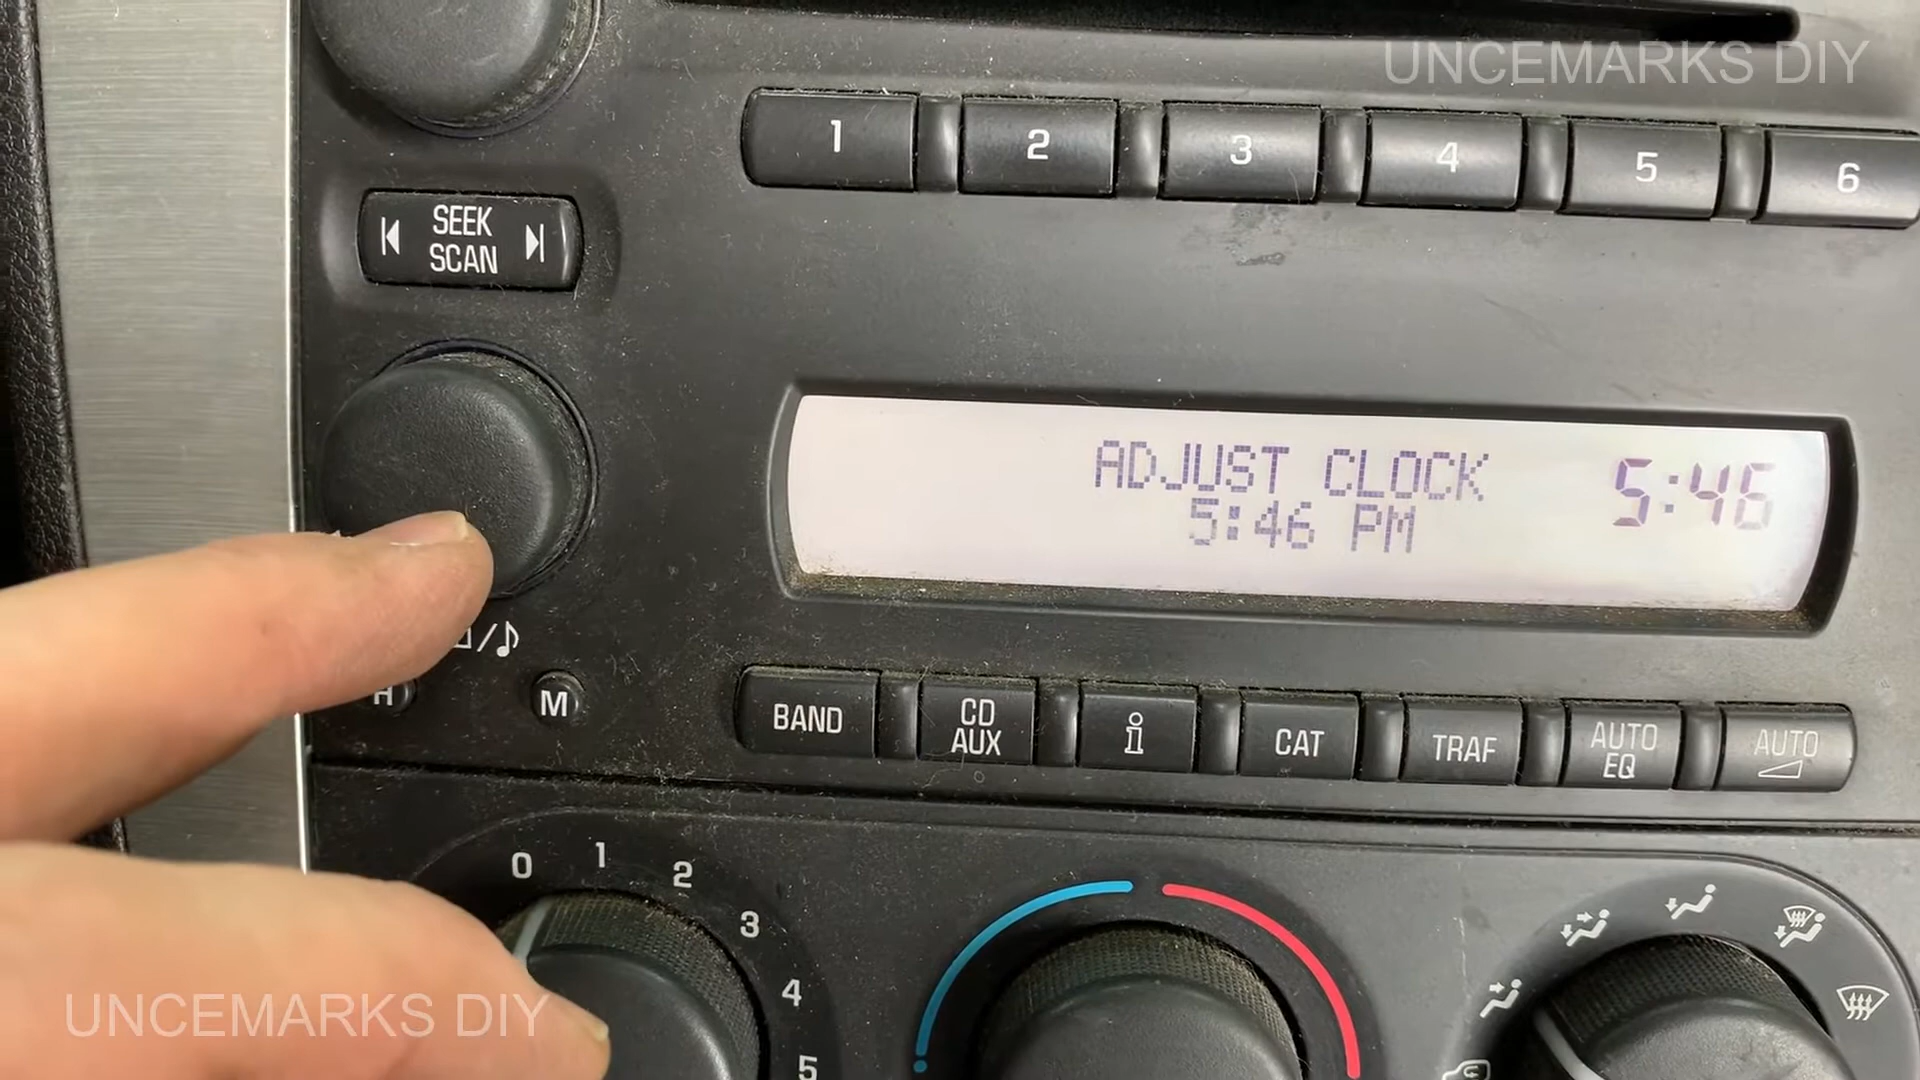 UNCEMARKS DIY
1 2 3 4 5 6
SEEK
SCAN
ADJUST CLOCK 5:46
5:46 PM
H M
BAND CD AUX i CAT TRAF AUTO EQ AUTO
0 1 2 3 4 5
UNCEMARKS DIY